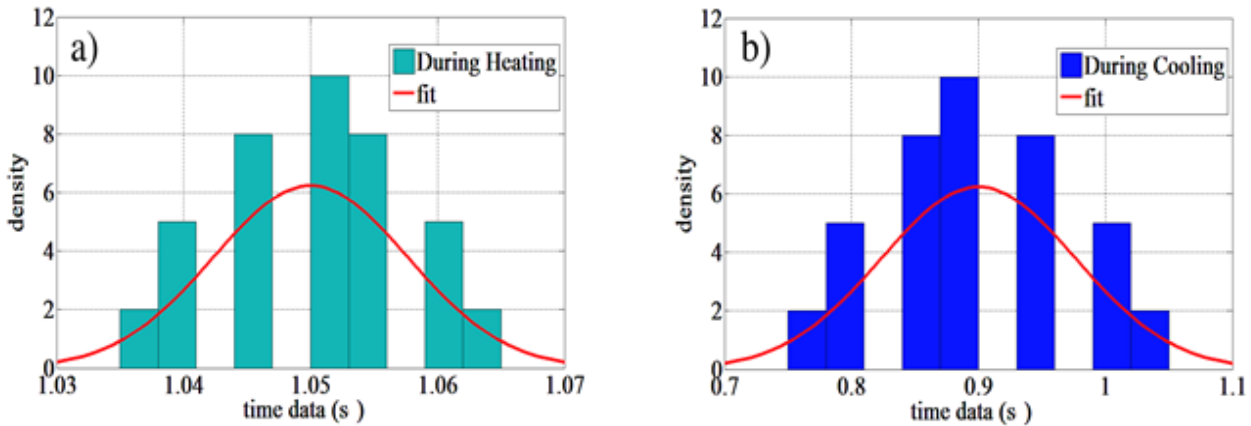 a)
During Heating
fit
density
12
10
8
6
4
2
0
1.03 1.04 1.05 1.06 1.07
time data (s )
b)
During Cooling
fit
density
12
10
8
6
4
2
0
0.7 0.8 0.9 1 1.1
time data (s )